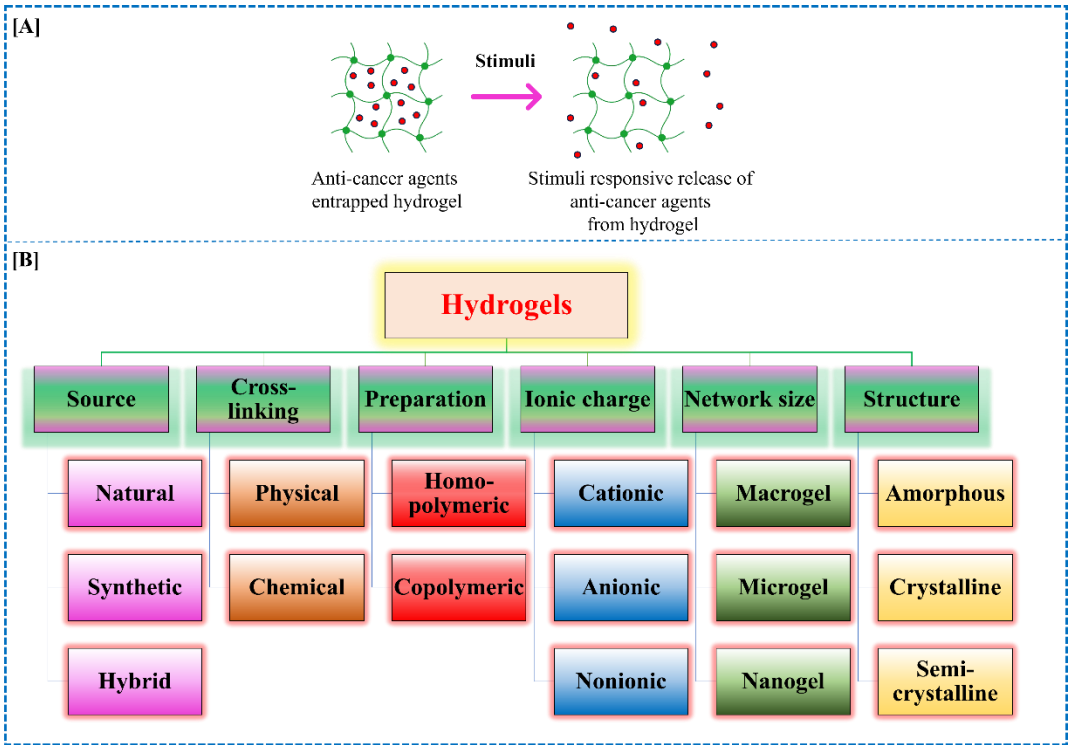 [A]
Stimuli
Anti-cancer agents
entrapped hydrogel
Stimuli responsive release of
anti-cancer agents
from hydrogel
[B]
Hydrogels
Source
Cross-
linking
Preparation
Ionic charge
Network size
Structure
Natural
Physical
Homo-
polymeric
Cationic
Macrogel
Amorphous
Synthetic
Chemical
Copolymeric
Anionic
Microgel
Crystalline
Hybrid
Nonionic
Nanogel
Semi-
crystalline